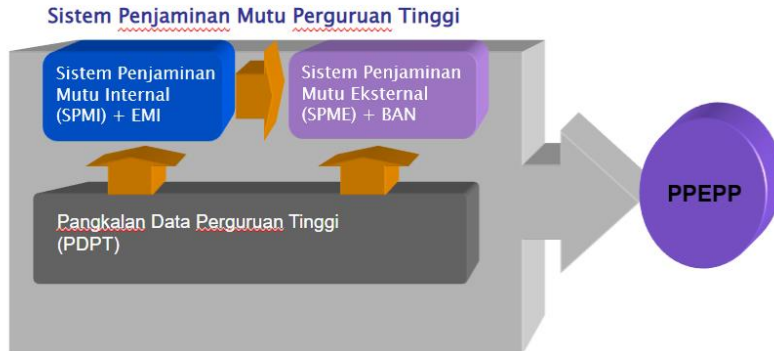 Sistem Penjaminan Mutu Perguruan Tinggi
Sistem Penjaminan
Mutu Internal
(SPMI) + EMI
Sistem Penjaminan
Mutu Eksternal
(SPME) + BAN
Pangkalan Data Perguruan Tinggi
(PDPT)
PPEPP